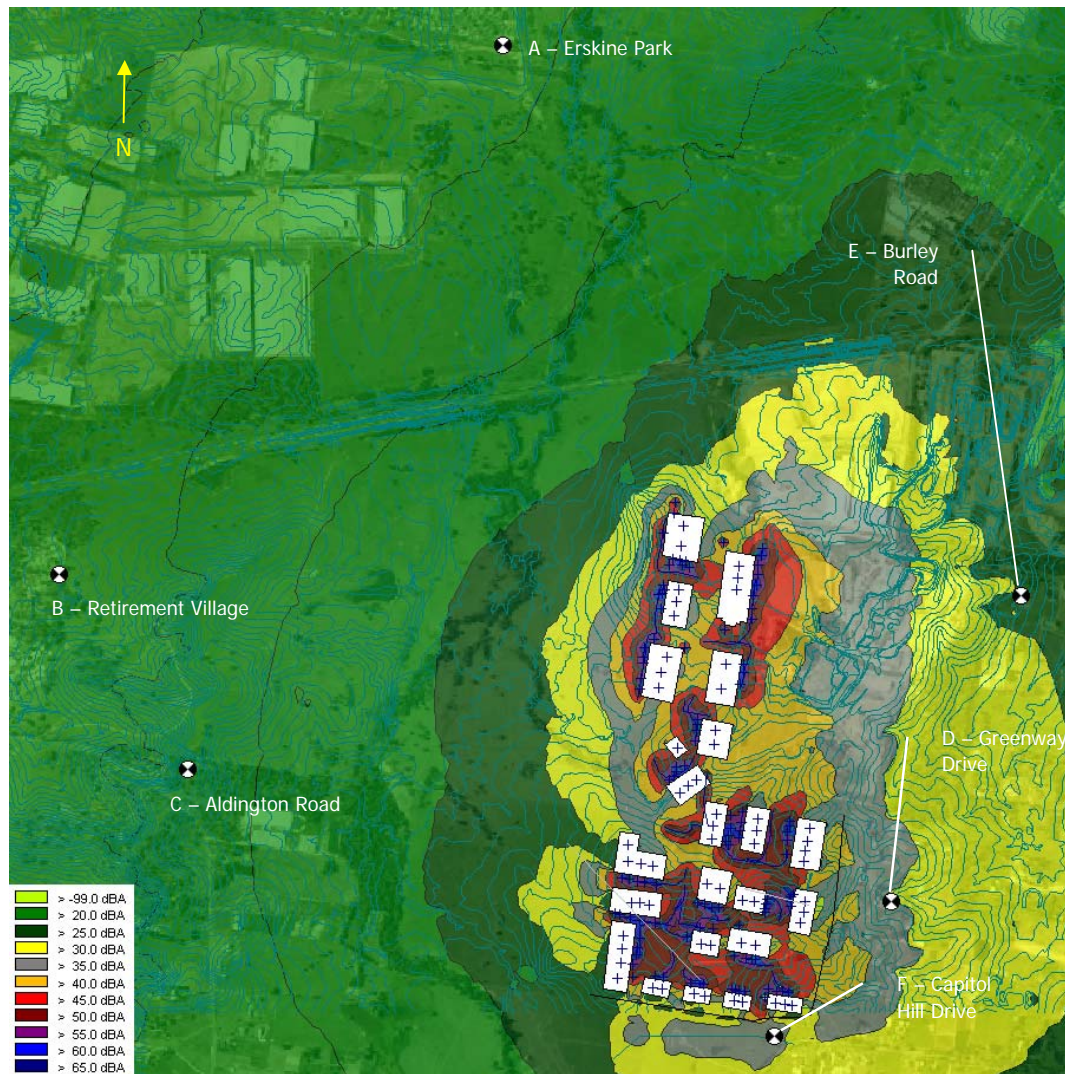 A – Erskine Park
N
E – Burley
Road
B – Retirement Village
D – Greenway
Drive
C – Aldington Road
F – Capitol
Hill Drive
> -99.0 dBA
> 20.0 dBA
> 25.0 dBA
> 30.0 dBA
> 35.0 dBA
> 40.0 dBA
> 45.0 dBA
> 50.0 dBA
> 55.0 dBA
> 60.0 dBA
> 65.0 dBA